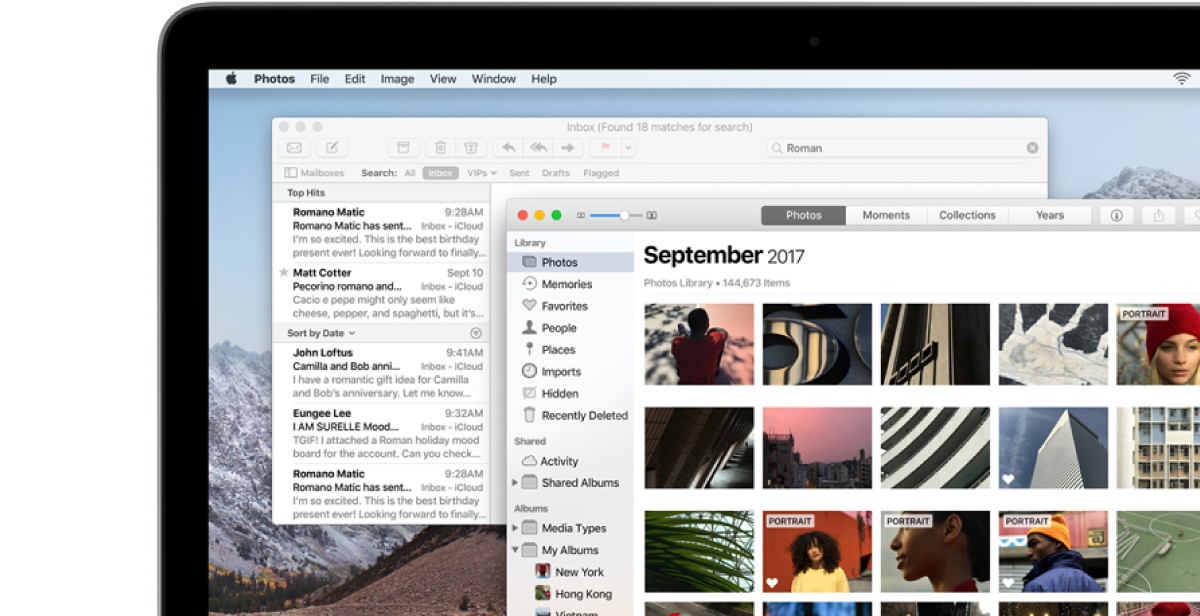 Photos File Edit Image View Window Help
Inbox (Found 18 matches for search)
Roman
Mailboxes Search: All Inbox VIPs Sent Drafts Flagged
Top Hits
Romano Matic 9:28AM
Romano Matic has sent... Inbox - iCloud
I'm so excited. This is the best birthday
present ever! Looking forward to finally...
Matt Cotter Sept 10
Pecorino romano and... Inbox - iCloud
Cacio e pepe might only seem like
cheese, pepper, and spaghetti, but it's...
Sort by Date
John Loftus 9:41AM
Camilla and Bob anni... Inbox - iCloud
I have a romantic gift idea for Camilla
and Bob's anniversary. Let me know...
Eungee Lee 9:32AM
I AM SURELLE Mood... Inbox - iCloud
TGIF! I attached a Roman holiday mood
board for the account. Can you check...
Romano Matic 9:28AM
Romano Matic has sent... Inbox - iCloud
I'm so excited. This is the best birthday
present ever! Looking forward to finally...
Photos Moments Collections Years
Library
Photos
Memories
Favorites
People
Places
Imports
Hidden
Recently Deleted
Shared
Activity
Shared Albums
Albums
Media Types
My Albums
New York
Hong Kong
Vietnam
September 2017
Photos Library • 144,673 Items
PORTRAIT
PORTRAIT
PORTRAIT
PORTRAIT